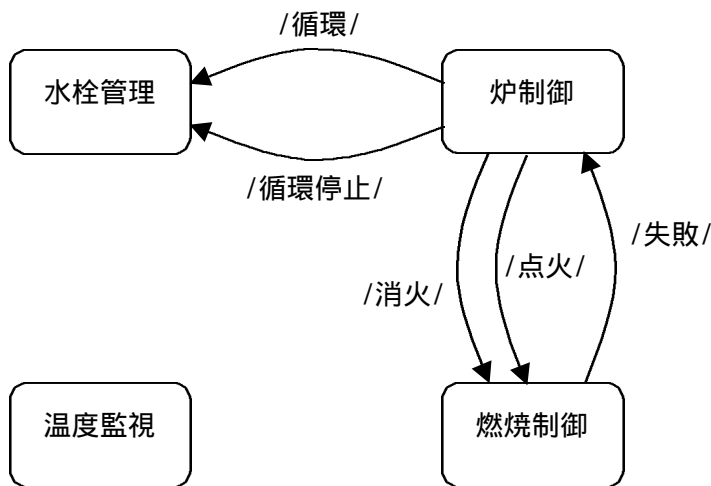 /循環/
水栓管理
炉制御
/循環停止/
/失敗/
/点火/
/消火/
温度監視
燃焼制御